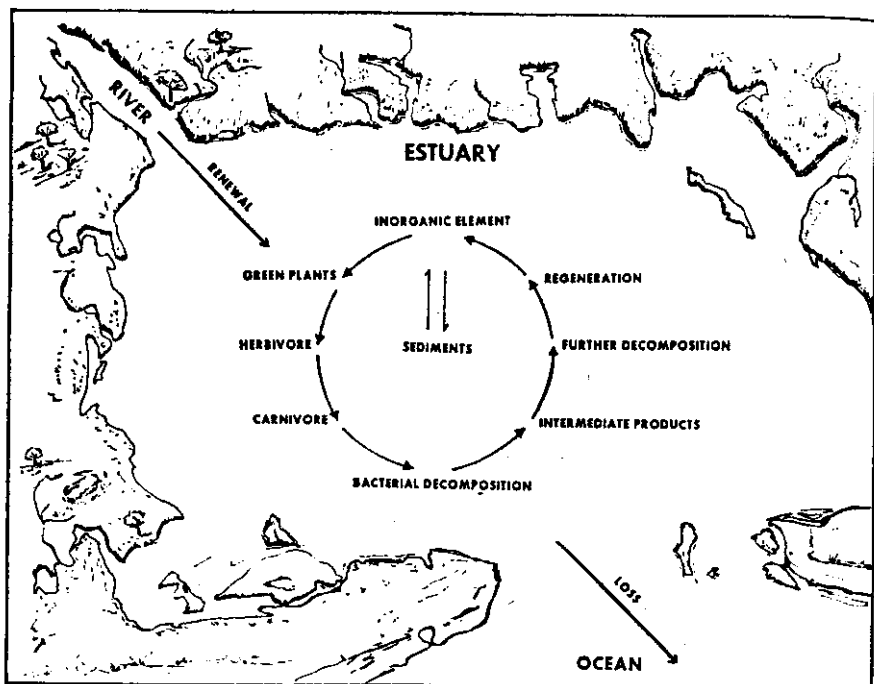 RIVER
RENEWAL
ESTUARY
INORGANIC ELEMENT
GREEN PLANTS
REGENERATION
HERBIVORE
SEDIMENTS
FURTHER DECOMPOSITION
CARNIVORE
INTERMEDIATE PRODUCTS
BACTERIAL DECOMPOSITION
LOSS
OCEAN